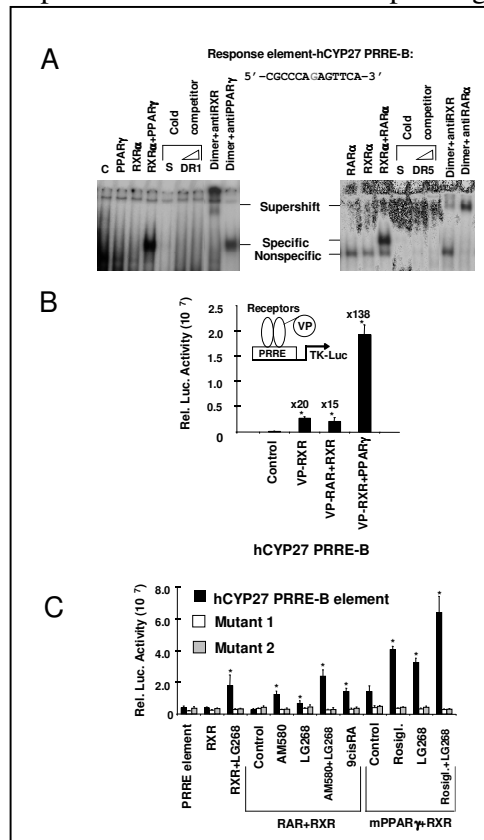 A
Response element-hCYP27 PRRE-B:
5'-CGCCCAGAGTTCA-3'
C
PPARγ
RXRα
RXRα+PPARγ
Cold competitor
S DR1
Dimer+antiRXR
Dimer+antiPPARγ
RARα
RXRα
RXRα+RARα
Cold competitor
S DR5
Dimer+antiRXR
Dimer+antiRARα
Supershift
Specific
Nonspecific
B
Rel. Luc. Activity (10 7)
2.5
2.0
1.5
1.0
0.5
0
Receptors
VP
PRRE
TK-Luc
x20
*
x15
*
x138
*
Control
VP-RXR
VP-RAR+RXR
VP-RXR+PPARγ
hCYP27 PRRE-B
C
Rel. Luc. Activity (10 7)
8.0
6.0
4.0
2.0
0
hCYP27 PRRE-B element
Mutant 1
Mutant 2
* * * * * * * *
PRRE element
RXR
RXR+LG268
Control
AM580
LG268
AM580+LG268
9cisRA
Control
Rosigl.
LG268
Rosigl.+LG268
RAR+RXR
mPPARγ+RXR